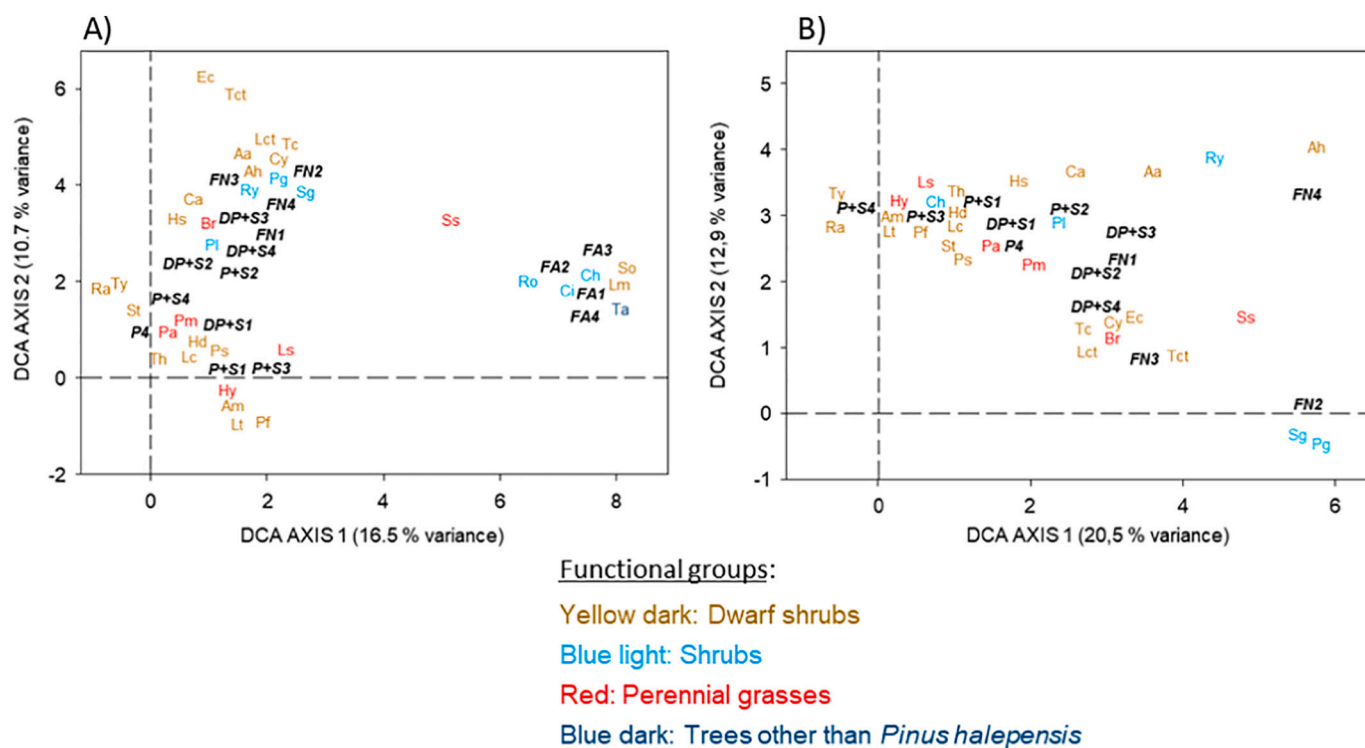 A)
B)
DCA AXIS 2 (10.7 % variance)
6
4
2
0
-2
Ec
Tct
Lct Tc
Aa Cy
Ah FN2
FN3 Pg
Ry Sg
Ca FN4
Hs DP+S3
Br Ss
FN1
Pl DP+S4 FA3
DP+S2 FA2 So
P+S2 Ch
Ro Lm
Ra Ty Ci FA1
P+S4 Ta
St FA4
Pm DP+S1
P4 Pa
Hd
Ps Ls
Th Lc
P+S1 P+S3
Hy
Am
Lt Pf
0 2 4 6 8
DCA AXIS 1 (16.5 % variance)
DCA AXIS 2 (12,9 % variance)
5
4
3
2
1
0
-1
Ah
Ry
Ca Aa
Ls Hs
Ty Th FN4
Hy Ch P+S1
P+S4 P+S2
Am P+S3 Hd
Ra Lc DP+S1 Pl
Lt Pf DP+S3
St Pa P4
Ps FN1
Pm DP+S2
DP+S4
Ec Ss
Tc Cy
Br
Lct FN3 Tct
FN2
Sg Pg
0 2 4 6
DCA AXIS 1 (20,5 % variance)
Functional groups:
Yellow dark: Dwarf shrubs
Blue light: Shrubs
Red: Perennial grasses
Blue dark: Trees other than Pinus halepensis